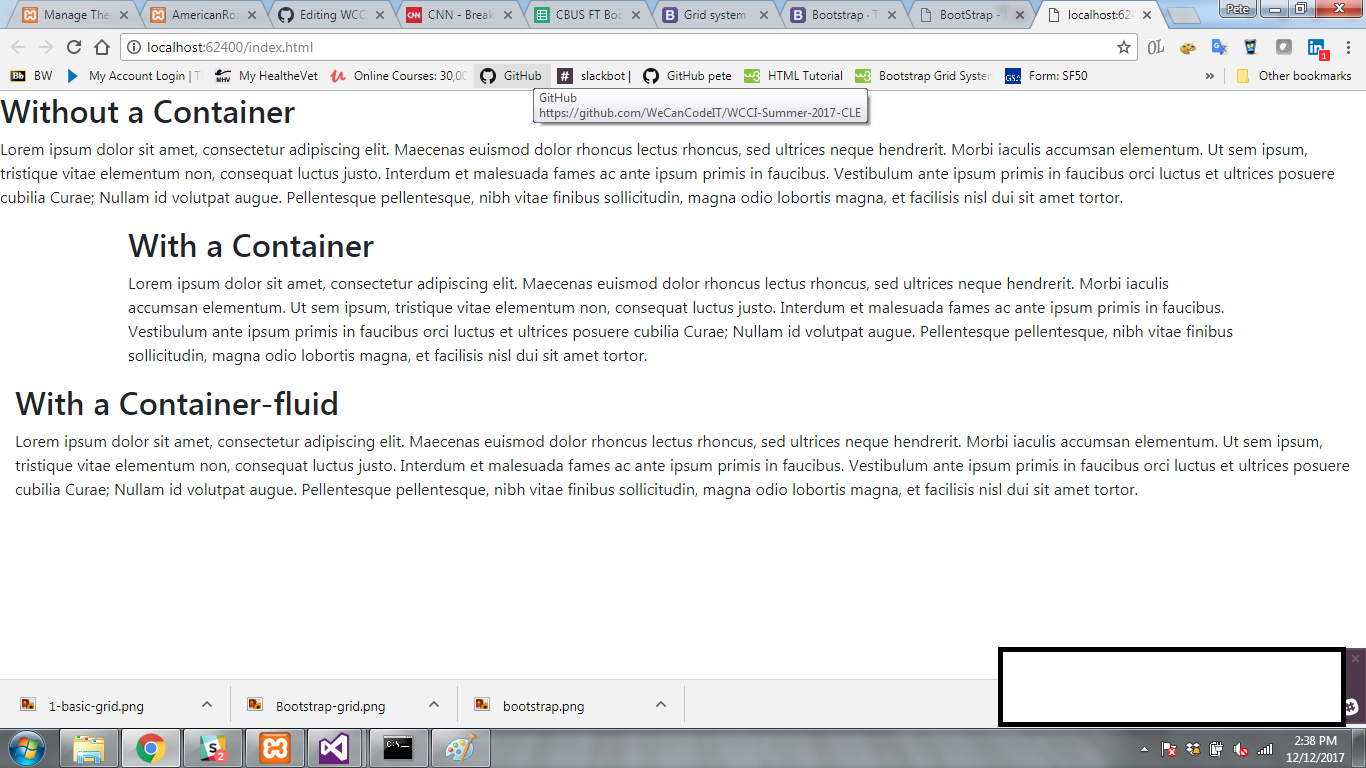 Manage The
AmericanRo
Editing WCC
CNN - Break
CBUS FT Boo
Grid system
Bootstrap · T
BootStrap -
localhost:624
Pete
localhost:62400/index.html
OL
1
BW
My Account Login | T
My HealtheVet
Online Courses: 30,00
GitHub
slackbot |
GitHub pete
HTML Tutorial
Bootstrap Grid System
Form: SF50
»
Other bookmarks
GitHub
https://github.com/WeCanCodeIT/WCCI-Summer-2017-CLE
Without a Container
Lorem ipsum dolor sit amet, consectetur adipiscing elit. Maecenas euismod dolor rhoncus lectus rhoncus, sed ultrices neque hendrerit. Morbi iaculis accumsan elementum. Ut sem ipsum,
tristique vitae elementum non, consequat luctus justo. Interdum et malesuada fames ac ante ipsum primis in faucibus. Vestibulum ante ipsum primis in faucibus orci luctus et ultrices posuere
cubilia Curae; Nullam id volutpat augue. Pellentesque pellentesque, nibh vitae finibus sollicitudin, magna odio lobortis magna, et facilisis nisl dui sit amet tortor.
With a Container
Lorem ipsum dolor sit amet, consectetur adipiscing elit. Maecenas euismod dolor rhoncus lectus rhoncus, sed ultrices neque hendrerit. Morbi iaculis
accumsan elementum. Ut sem ipsum, tristique vitae elementum non, consequat luctus justo. Interdum et malesuada fames ac ante ipsum primis in faucibus.
Vestibulum ante ipsum primis in faucibus orci luctus et ultrices posuere cubilia Curae; Nullam id volutpat augue. Pellentesque pellentesque, nibh vitae finibus
sollicitudin, magna odio lobortis magna, et facilisis nisl dui sit amet tortor.
With a Container-fluid
Lorem ipsum dolor sit amet, consectetur adipiscing elit. Maecenas euismod dolor rhoncus lectus rhoncus, sed ultrices neque hendrerit. Morbi iaculis accumsan elementum. Ut sem ipsum,
tristique vitae elementum non, consequat luctus justo. Interdum et malesuada fames ac ante ipsum primis in faucibus. Vestibulum ante ipsum primis in faucibus orci luctus et ultrices posuere
cubilia Curae; Nullam id volutpat augue. Pellentesque pellentesque, nibh vitae finibus sollicitudin, magna odio lobortis magna, et facilisis nisl dui sit amet tortor.
1-basic-grid.png
Bootstrap-grid.png
bootstrap.png
2
2:38 PM
12/12/2017